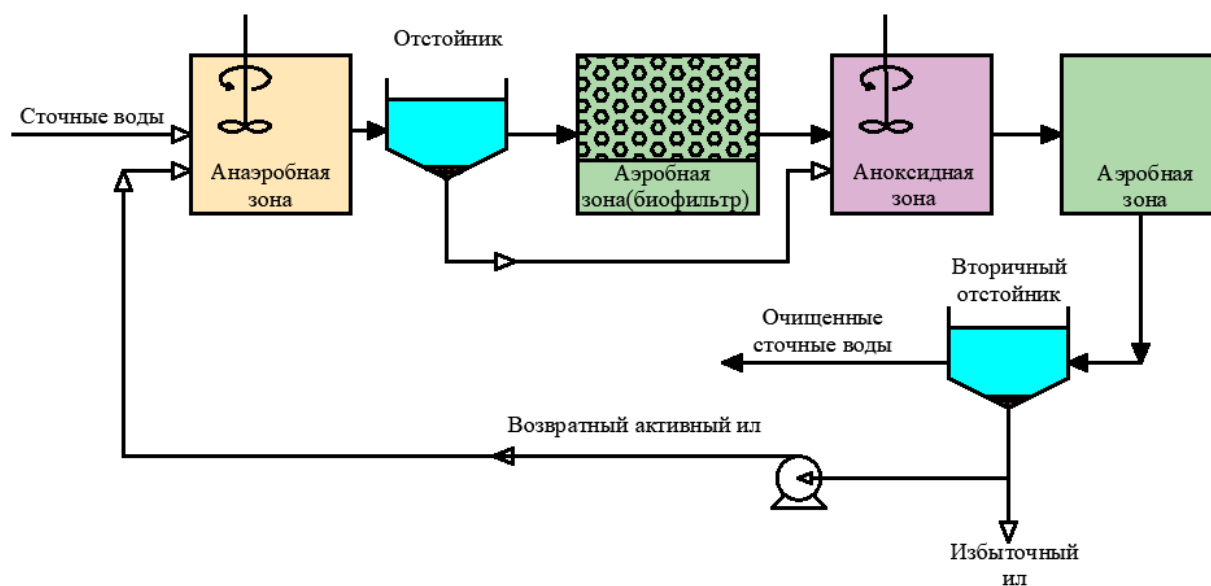 Отстойник
Сточные воды
Анаэробная
зона
Аэробная
зона(биофильтр)
Аноксидная
зона
Аэробная
зона
Вторичный
отстойник
Очищенные
сточные воды
Возвратный активный ил
Избыточный
ил